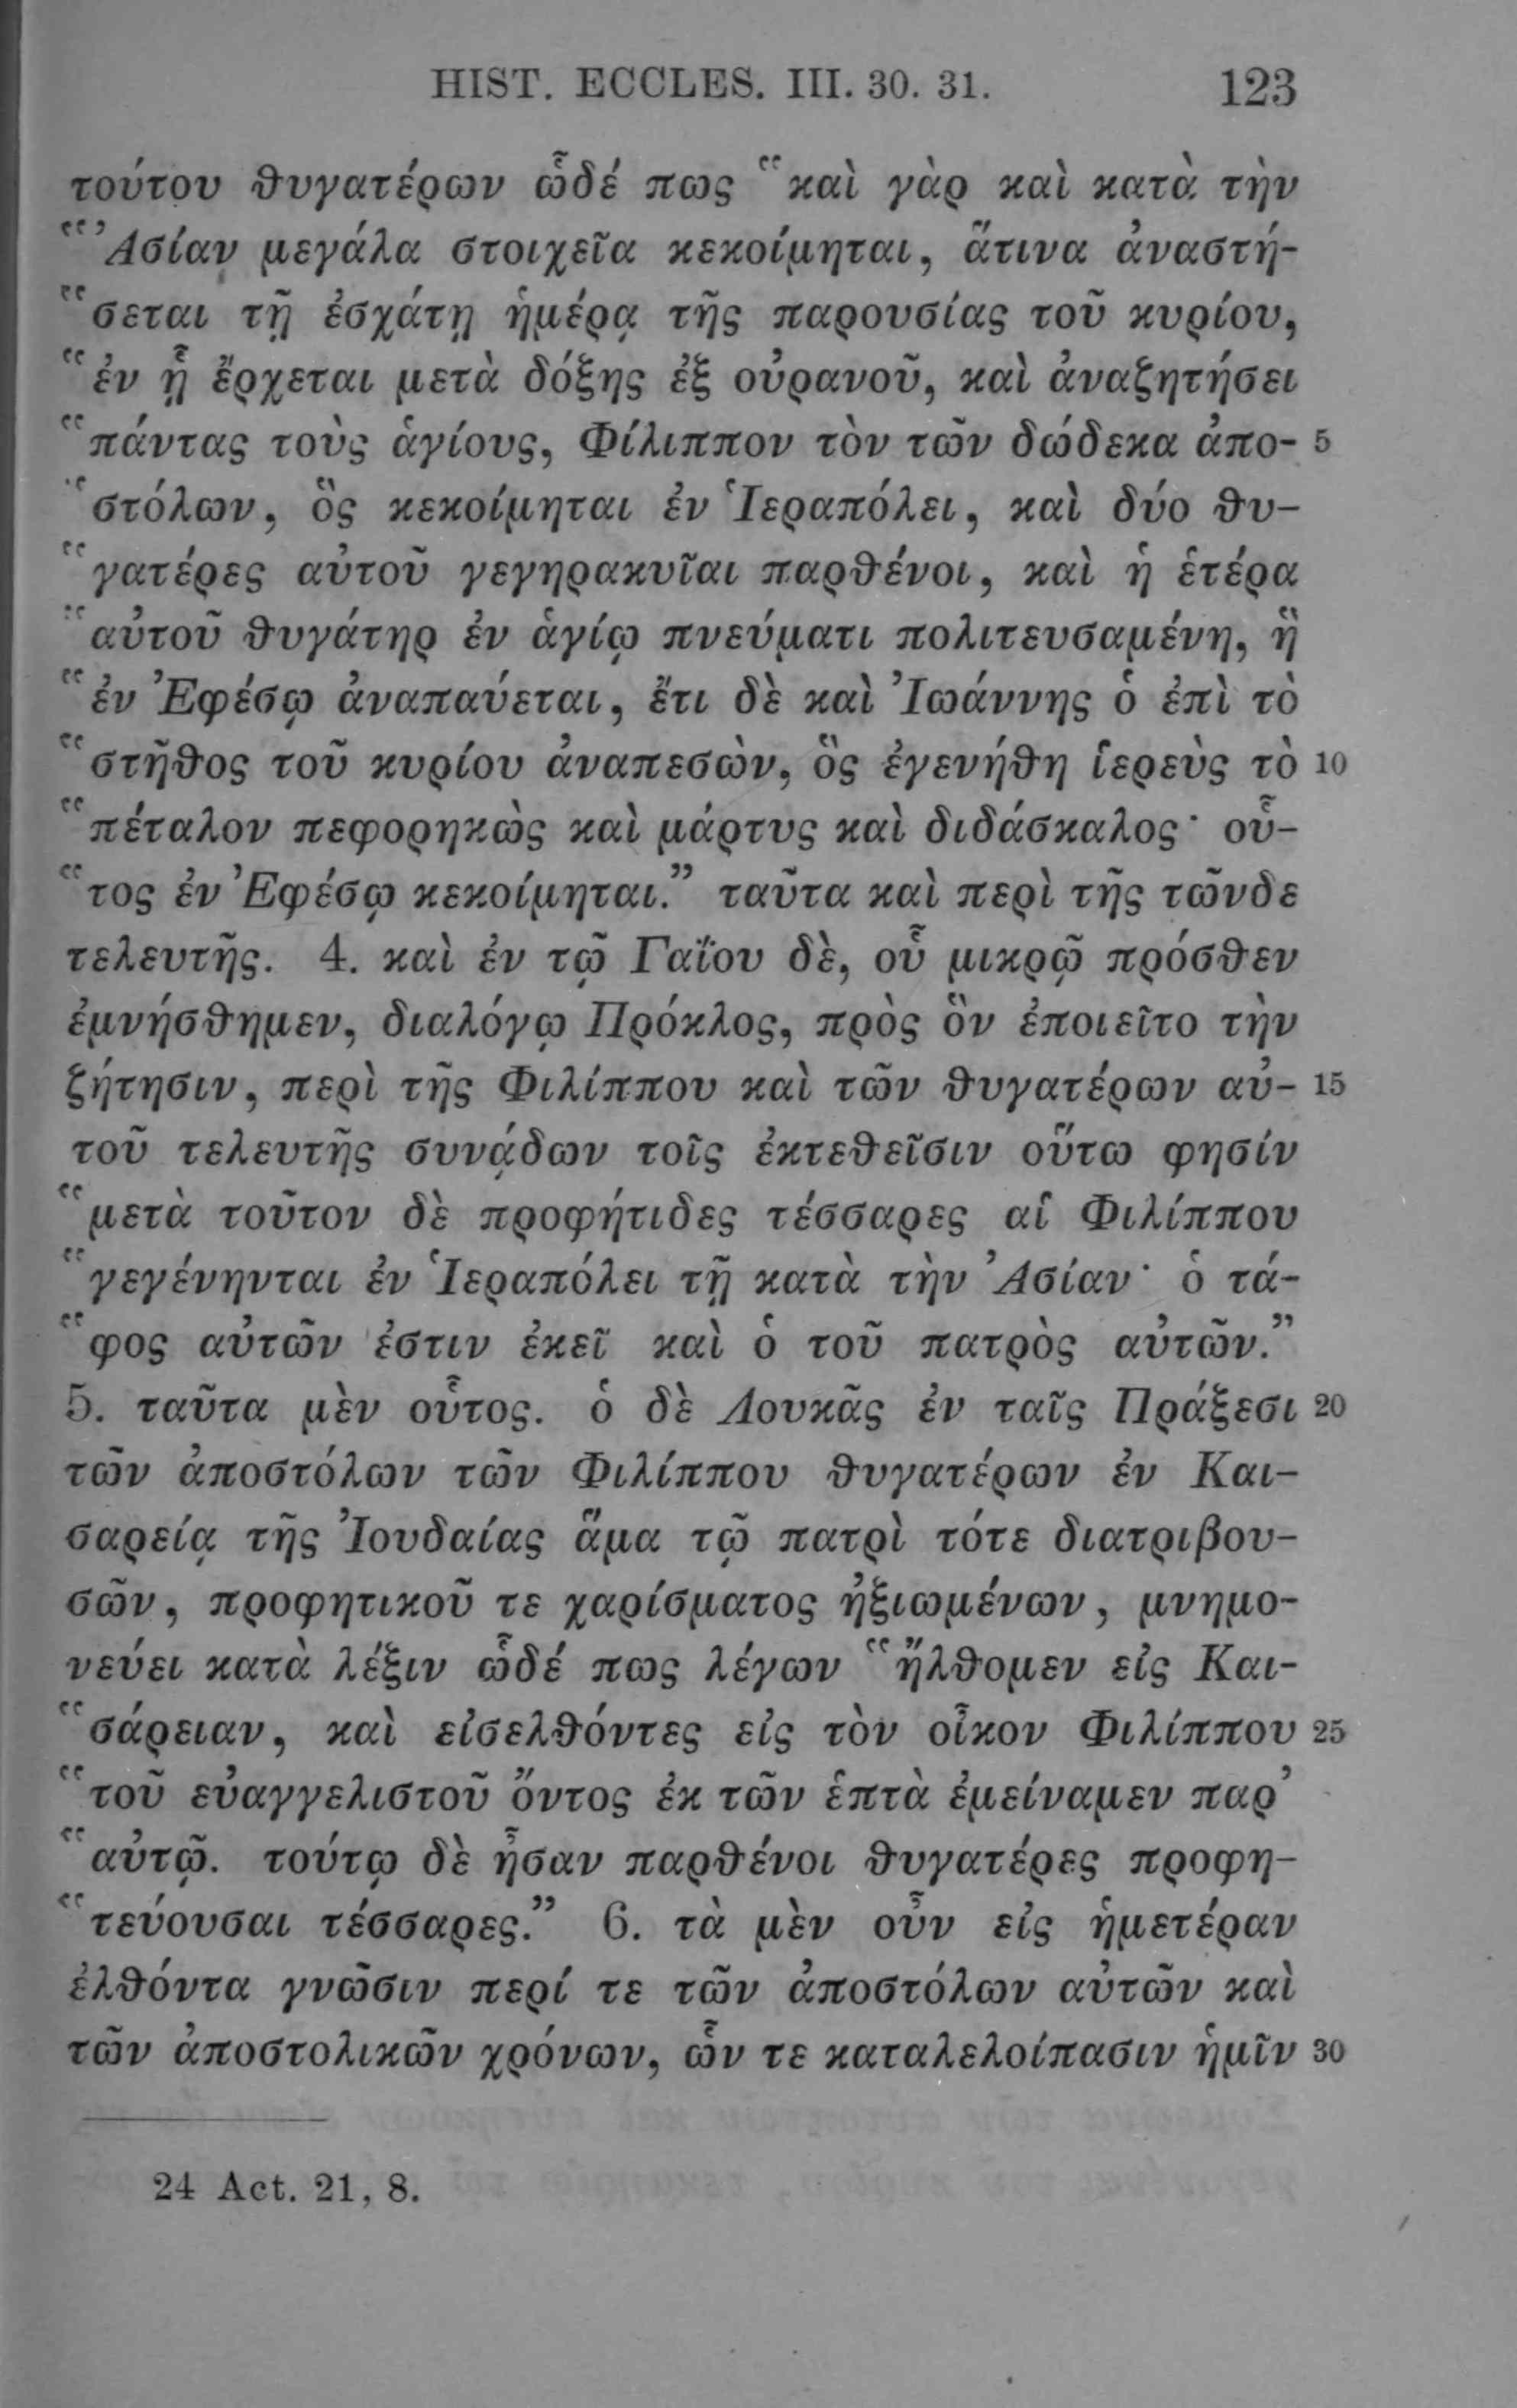 HIST. ECCLES. III. 30. 31. 123
τούτου θυγατέρων ὧδέ πως “καὶ γὰρ καὶ κατὰ τὴν
“Ἀσίαν μεγάλα στοιχεῖα κεκοίμηται, ἅτινα ἀναστή-
“σεται τῇ ἐσχάτῃ ἡμέρᾳ τῆς παρουσίας τοῦ κυρίου,
“ἐν ᾗ ἔρχεται μετὰ δόξης ἐξ οὐρανοῦ, καὶ ἀναζητήσει
“πάντας τοὺς ἁγίους, Φίλιππον τὸν τῶν δώδεκα ἀπο- 5
“στόλων, ὃς κεκοίμηται ἐν Ἱεραπόλει, καὶ δύο θυ-
“γατέρες αὐτοῦ γεγηρακυῖαι παρθένοι, καὶ ἡ ἑτέρα
“αὐτοῦ θυγάτηρ ἐν ἁγίῳ πνεύματι πολιτευσαμένη, ἣ
“ἐν Ἐφέσῳ ἀναπαύεται, ἔτι δὲ καὶ Ἰωάννης ὁ ἐπὶ τὸ
“στῆθος τοῦ κυρίου ἀναπεσὼν, ὃς ἐγενήθη ἱερεὺς τὸ 10
“πέταλον πεφορηκὼς καὶ μάρτυς καὶ διδάσκαλος· οὗ-
“τος ἐν Ἐφέσῳ κεκοίμηται.” ταῦτα καὶ περὶ τῆς τῶνδε
τελευτῆς. 4. καὶ ἐν τῷ Γαΐου δὲ, οὗ μικρῷ πρόσθεν
ἐμνήσθημεν, διαλόγῳ Πρόκλος, πρὸς ὃν ἐποιεῖτο τὴν
ζήτησιν, περὶ τῆς Φιλίππου καὶ τῶν θυγατέρων αὐ- 15
τοῦ τελευτῆς συνᾴδων τοῖς ἐκτεθεῖσιν οὕτω φησίν
“μετὰ τοῦτον δὲ προφήτιδες τέσσαρες αἱ Φιλίππου
“γεγένηνται ἐν Ἱεραπόλει τῇ κατὰ τὴν Ἀσίαν· ὁ τά-
“φος αὐτῶν ἐστιν ἐκεῖ καὶ ὁ τοῦ πατρὸς αὐτῶν.”
5. ταῦτα μὲν οὗτος. ὁ δὲ Λουκᾶς ἐν ταῖς Πράξεσι 20
τῶν ἀποστόλων τῶν Φιλίππου θυγατέρων ἐν Και-
σαρείᾳ τῆς Ἰουδαίας ἅμα τῷ πατρὶ τότε διατριβου-
σῶν, προφητικοῦ τε χαρίσματος ἠξιωμένων, μνημο-
νεύει κατὰ λέξιν ὧδέ πως λέγων “ἤλθομεν εἰς Και-
“σάρειαν, καὶ εἰσελθόντες εἰς τὸν οἶκον Φιλίππου 25
“τοῦ εὐαγγελιστοῦ ὄντος ἐκ τῶν ἑπτὰ ἐμείναμεν παρ’
“αὐτῷ. τούτῳ δὲ ἦσαν παρθένοι θυγατέρες προφη-
“τεύουσαι τέσσαρες.” 6. τὰ μὲν οὖν εἰς ἡμετέραν
ἐλθόντα γνῶσιν περί τε τῶν ἀποστόλων αὐτῶν καὶ
τῶν ἀποστολικῶν χρόνων, ὧν τε καταλελοίπασιν ἡμῖν 30
24 Act. 21, 8.